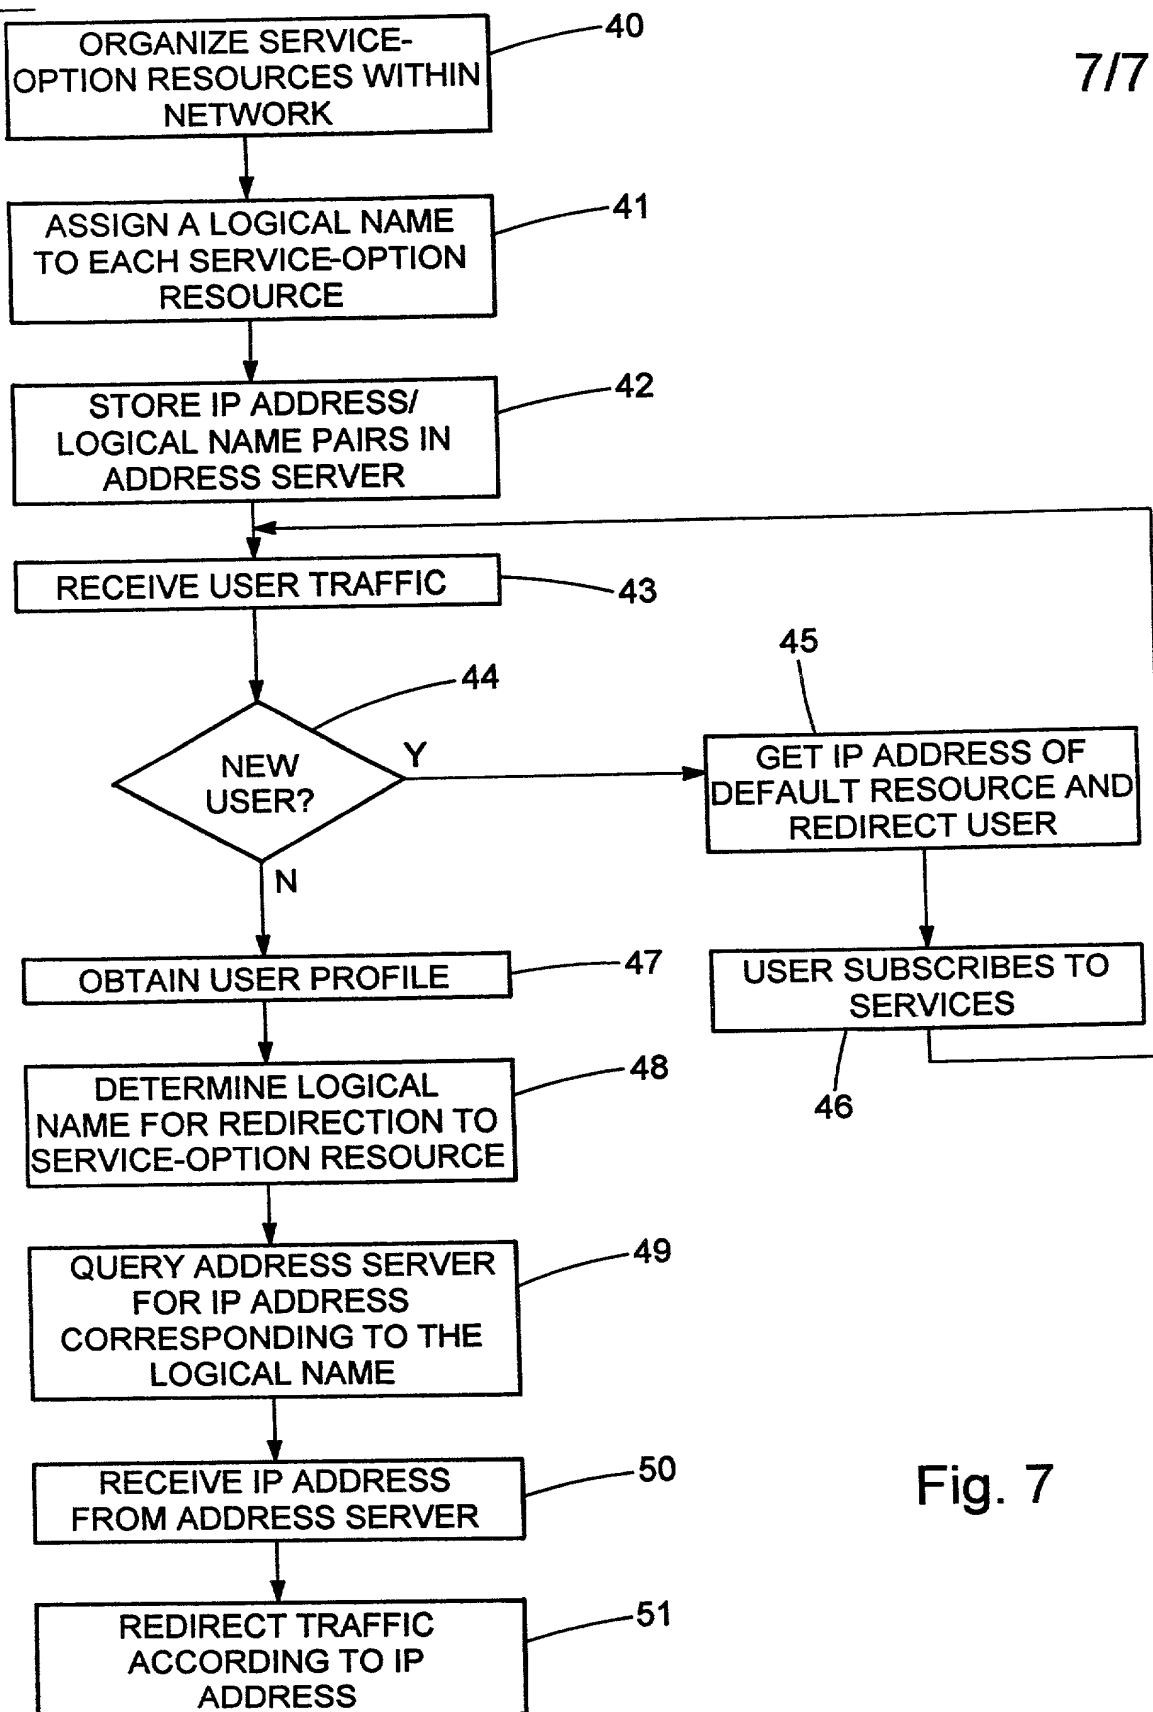 7/7
ORGANIZE SERVICE-
OPTION RESOURCES WITHIN
NETWORK
40
ASSIGN A LOGICAL NAME
TO EACH SERVICE-OPTION
RESOURCE
41
STORE IP ADDRESS/
LOGICAL NAME PAIRS IN
ADDRESS SERVER
42
RECEIVE USER TRAFFIC
43
NEW
USER?
44
Y
N
45
GET IP ADDRESS OF
DEFAULT RESOURCE AND
REDIRECT USER
USER SUBSCRIBES TO
SERVICES
46
OBTAIN USER PROFILE
47
DETERMINE LOGICAL
NAME FOR REDIRECTION TO
SERVICE-OPTION RESOURCE
48
QUERY ADDRESS SERVER
FOR IP ADDRESS
CORRESPONDING TO THE
LOGICAL NAME
49
RECEIVE IP ADDRESS
FROM ADDRESS SERVER
50
REDIRECT TRAFFIC
ACCORDING TO IP
ADDRESS
51
Fig. 7